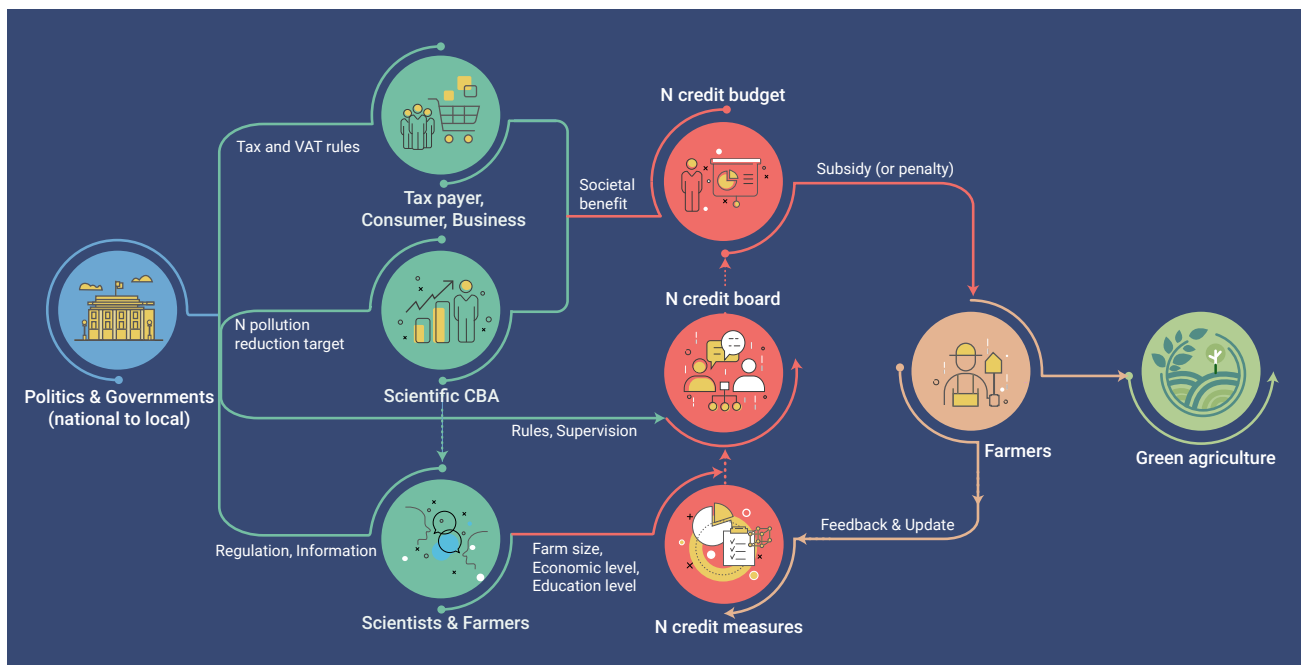 N credit budget
Tax and VAT rules
Subsidy (or penalty)
Tax payer,
Consumer, Business
Societal
benefit
N credit board
N pollution
reduction target
Politics & Governments
(national to local)
Scientific CBA
Rules, Supervision
Farmers
Green agriculture
Regulation, Information
Farm size,
Economic level,
Education level
Feedback & Update
Scientists & Farmers
N credit measures